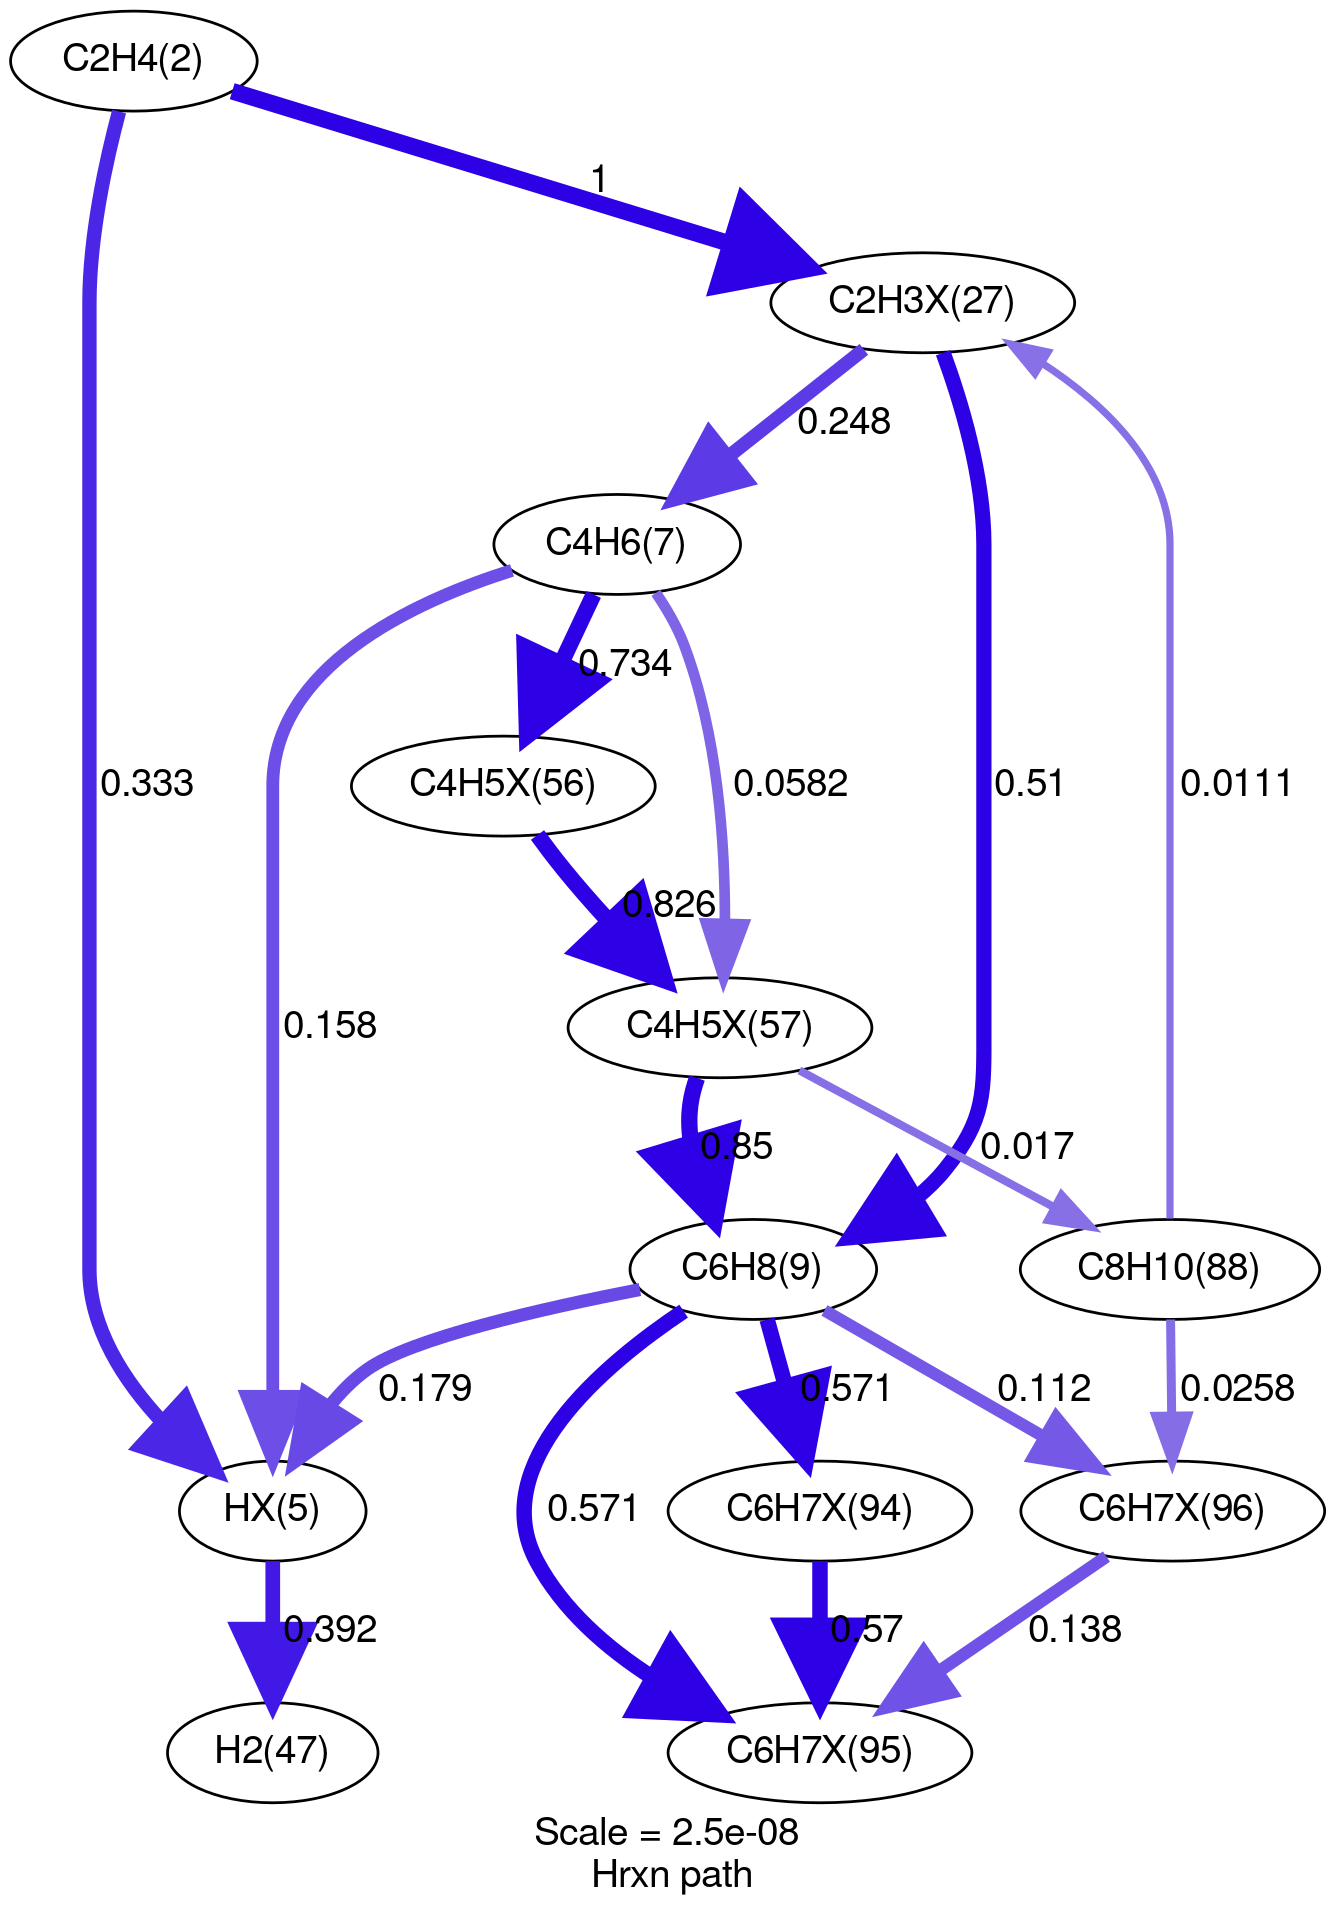 C2H4(2)
1
C2H3X(27)
0.248
C4H6(7)
0.734
C4H5X(56)
0.333
0.0582
0.51
0.0111
0.826
0.158
C4H5X(57)
0.85
0.017
C6H8(9)
C8H10(88)
0.179
0.571
0.112
0.0258
0.571
HX(5)
C6H7X(94)
C6H7X(96)
0.392
0.57
0.138
H2(47)
C6H7X(95)
Scale = 2.5e-08
Hrxn path